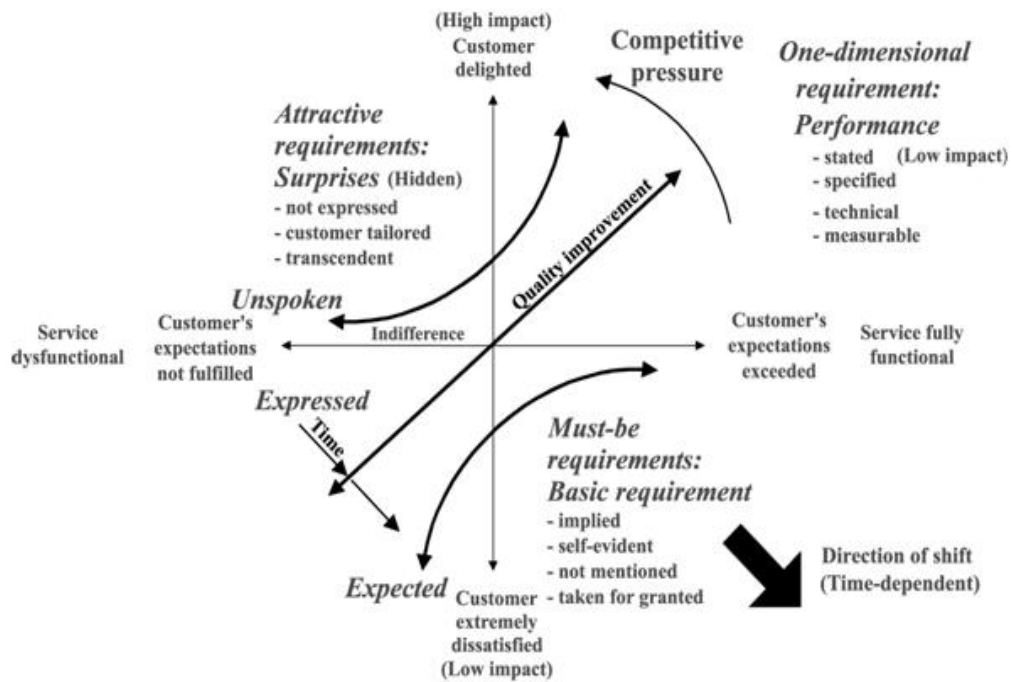 (High impact)
Customer
delighted
Competitive
pressure
One-dimensional
requirement:
Performance
- stated (Low impact)
- specified
- technical
- measurable
Attractive
requirements:
Surprises (Hidden)
- not expressed
- customer tailored
- transcendent
Quality improvement
Unspoken
Service
dysfunctional
Customer's
expectations
not fulfilled
Indifference
Customer's
expectations
exceeded
Service fully
functional
Expressed
Time
Must-be
requirements:
Basic requirement
- implied
- self-evident
- not mentioned
- taken for granted
Direction of shift
(Time-dependent)
Expected
Customer
extremely
dissatisfied
(Low impact)